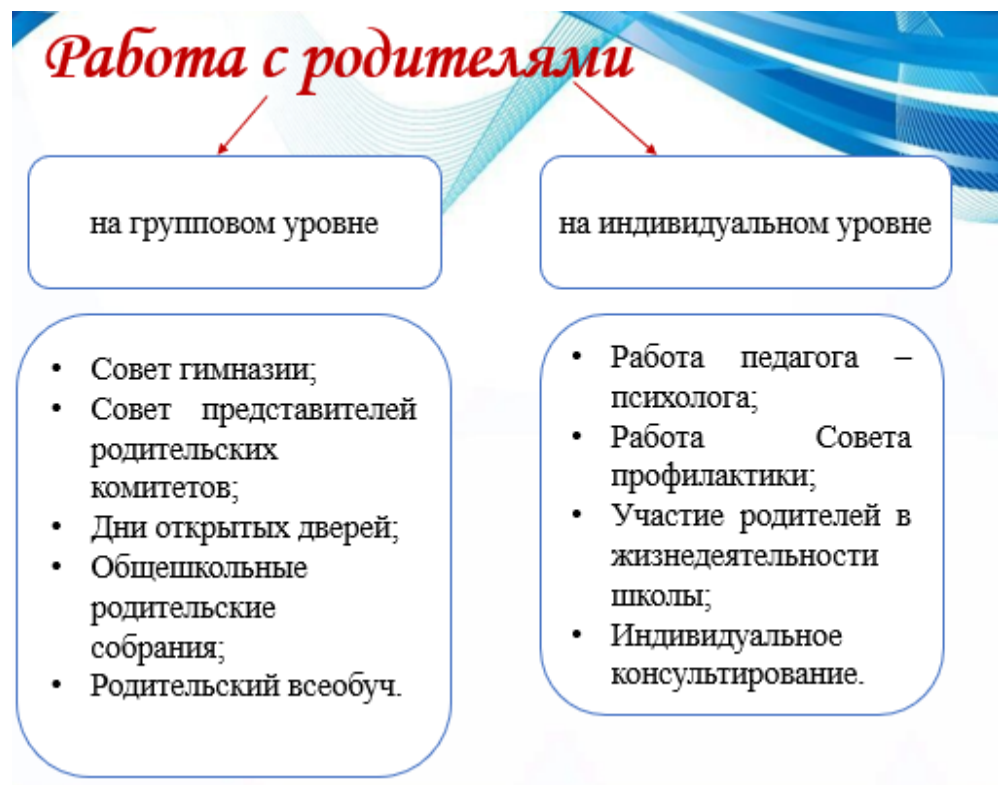 Работа с родителями
на групповом уровне
на индивидуальном уровне
• Совет гимназии;
• Совет представителей
родительских
комитетов;
• Дни открытых дверей;
• Общешкольные
родительские
собрания;
• Родительский всеобуч.
• Работа педагога –
психолога;
• Работа Совета
профилактики;
• Участие родителей в
жизнедеятельности
школы;
• Индивидуальное
консультирование.